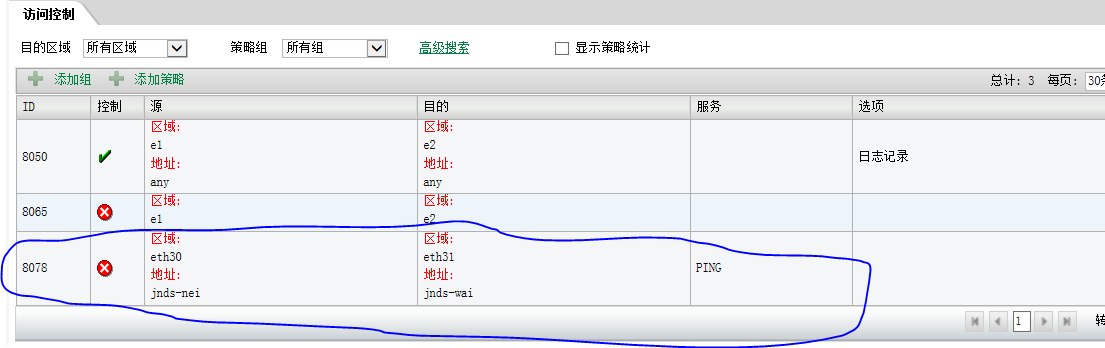 访问控制
目的区域 所有区域 策略组 所有组 高级搜索 显示策略统计
添加组 添加策略 总计: 3 每页: 30
ID 控制 源 目的 服务 选项
区域: 区域:
e1 e2
8050 日志记录
地址: 地址:
any any
区域: 区域:
8065
e1 e2
区域: 区域:
eth30 eth31
8078 PING
地址: 地址:
jnds-nei jnds-wai
1 转